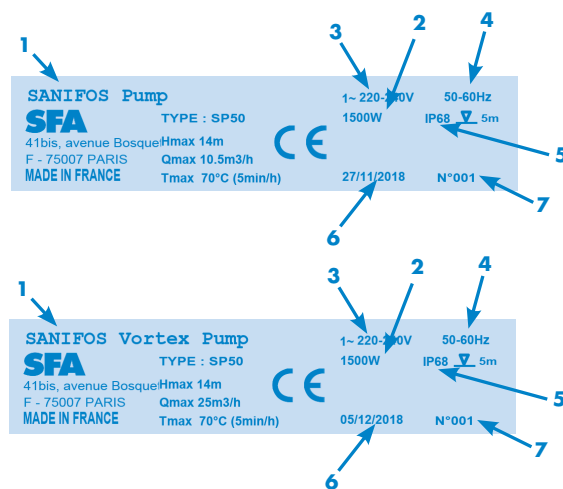 3 2 4
1
SANIFOS Pump
1~ 220-240V 50-60Hz
SFA TYPE : SP50 1500W IP68 5m
41bis, avenue Bosquet Hmax 14m CE
F - 75007 PARIS Qmax 10.5m3/h 5
MADE IN FRANCE Tmax 70°C (5min/h) 27/11/2018 N°001
6 7
3 2 4
1
SANIFOS Vortex Pump
1~ 220-240V 50-60Hz
SFA TYPE : SP50 1500W IP68 5m
41bis, avenue Bosquet Hmax 14m CE
F - 75007 PARIS Qmax 25m3/h 5
MADE IN FRANCE Tmax 70°C (5min/h) 05/12/2018 N°001
6 7